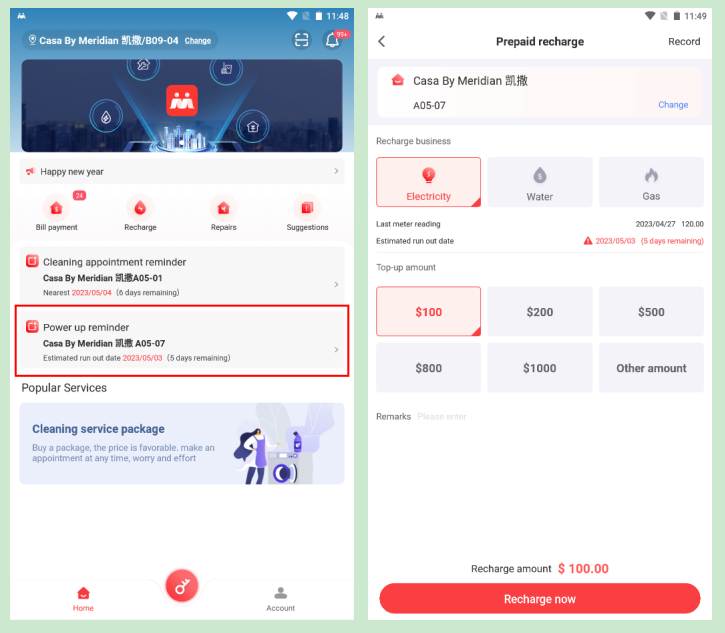 11:48
Casa By Meridian 凯撒/B09-04 Change
99+
Happy new year
24
Bill payment
Recharge
Repairs
Suggestions
Cleaning appointment reminder
Casa By Meridian 凯撒A05-01
Nearest 2023/05/04 (6 days remaining)
Power up reminder
Casa By Meridian 凯撒 A05-07
Estimated run out date 2023/05/03 (5 days remaining)
Popular Services
Cleaning service package
Buy a package, the price is favorable. make an
appointment at any time, worry and effort
Home
Account
11:49
Prepaid recharge
Record
Casa By Meridian 凯撒
A05-07
Change
Recharge business
Electricity
Water
Gas
Last meter reading 2023/04/27 120.00
Estimated run out date 2023/05/03 (5 days remaining)
Top-up amount
$100
$200
$500
$800
$1000
Other amount
Remarks Please enter
Recharge amount $ 100.00
Recharge now